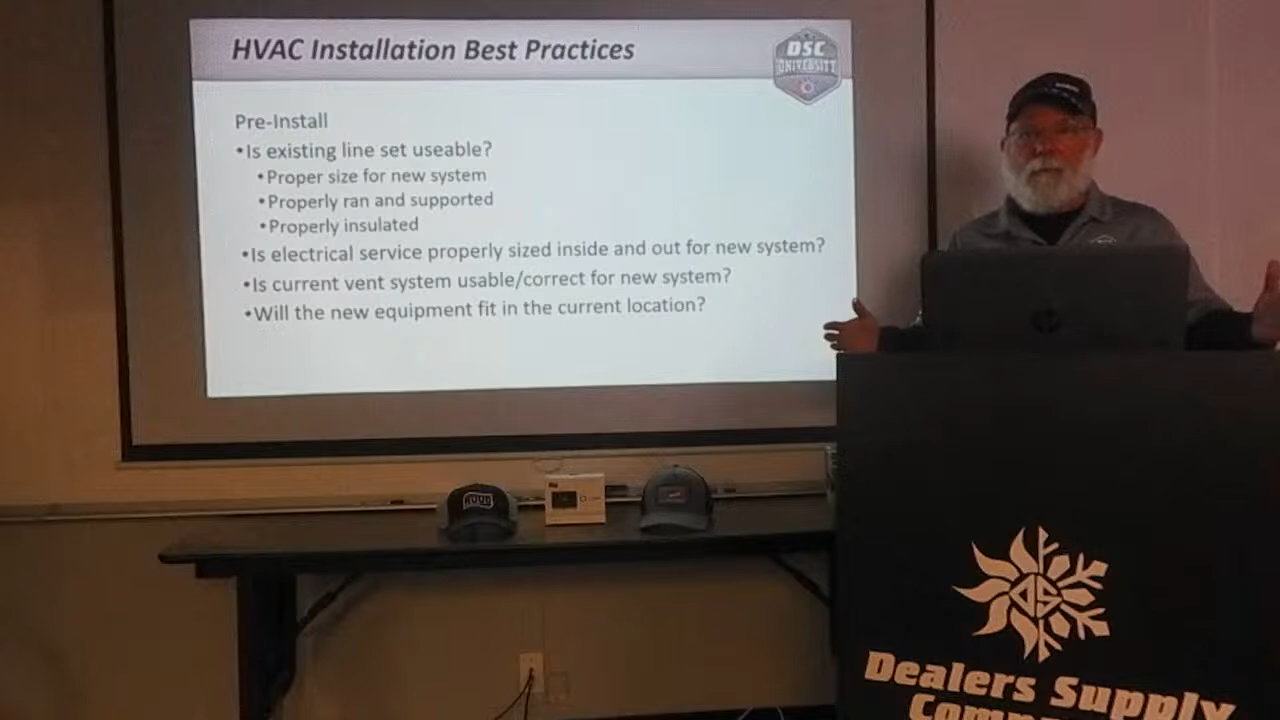 HVAC Installation Best Practices
DSC
UNIVERSITY
Pre-Install
•Is existing line set useable?
•Proper size for new system
•Properly ran and supported
•Properly insulated
•Is electrical service properly sized inside and out for new system?
•Is current vent system usable/correct for new system?
•Will the new equipment fit in the current location?
DS
Dealers Supply